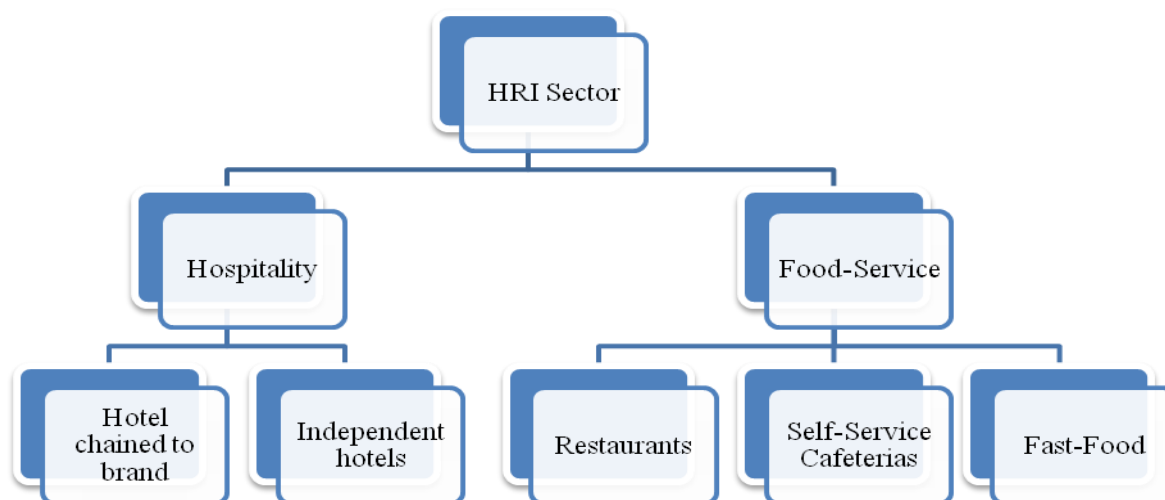 HRI Sector
Hospitality
Food-Service
Hotel
chained to
brand
Independent
hotels
Restaurants
Self-Service
Cafeterias
Fast-Food